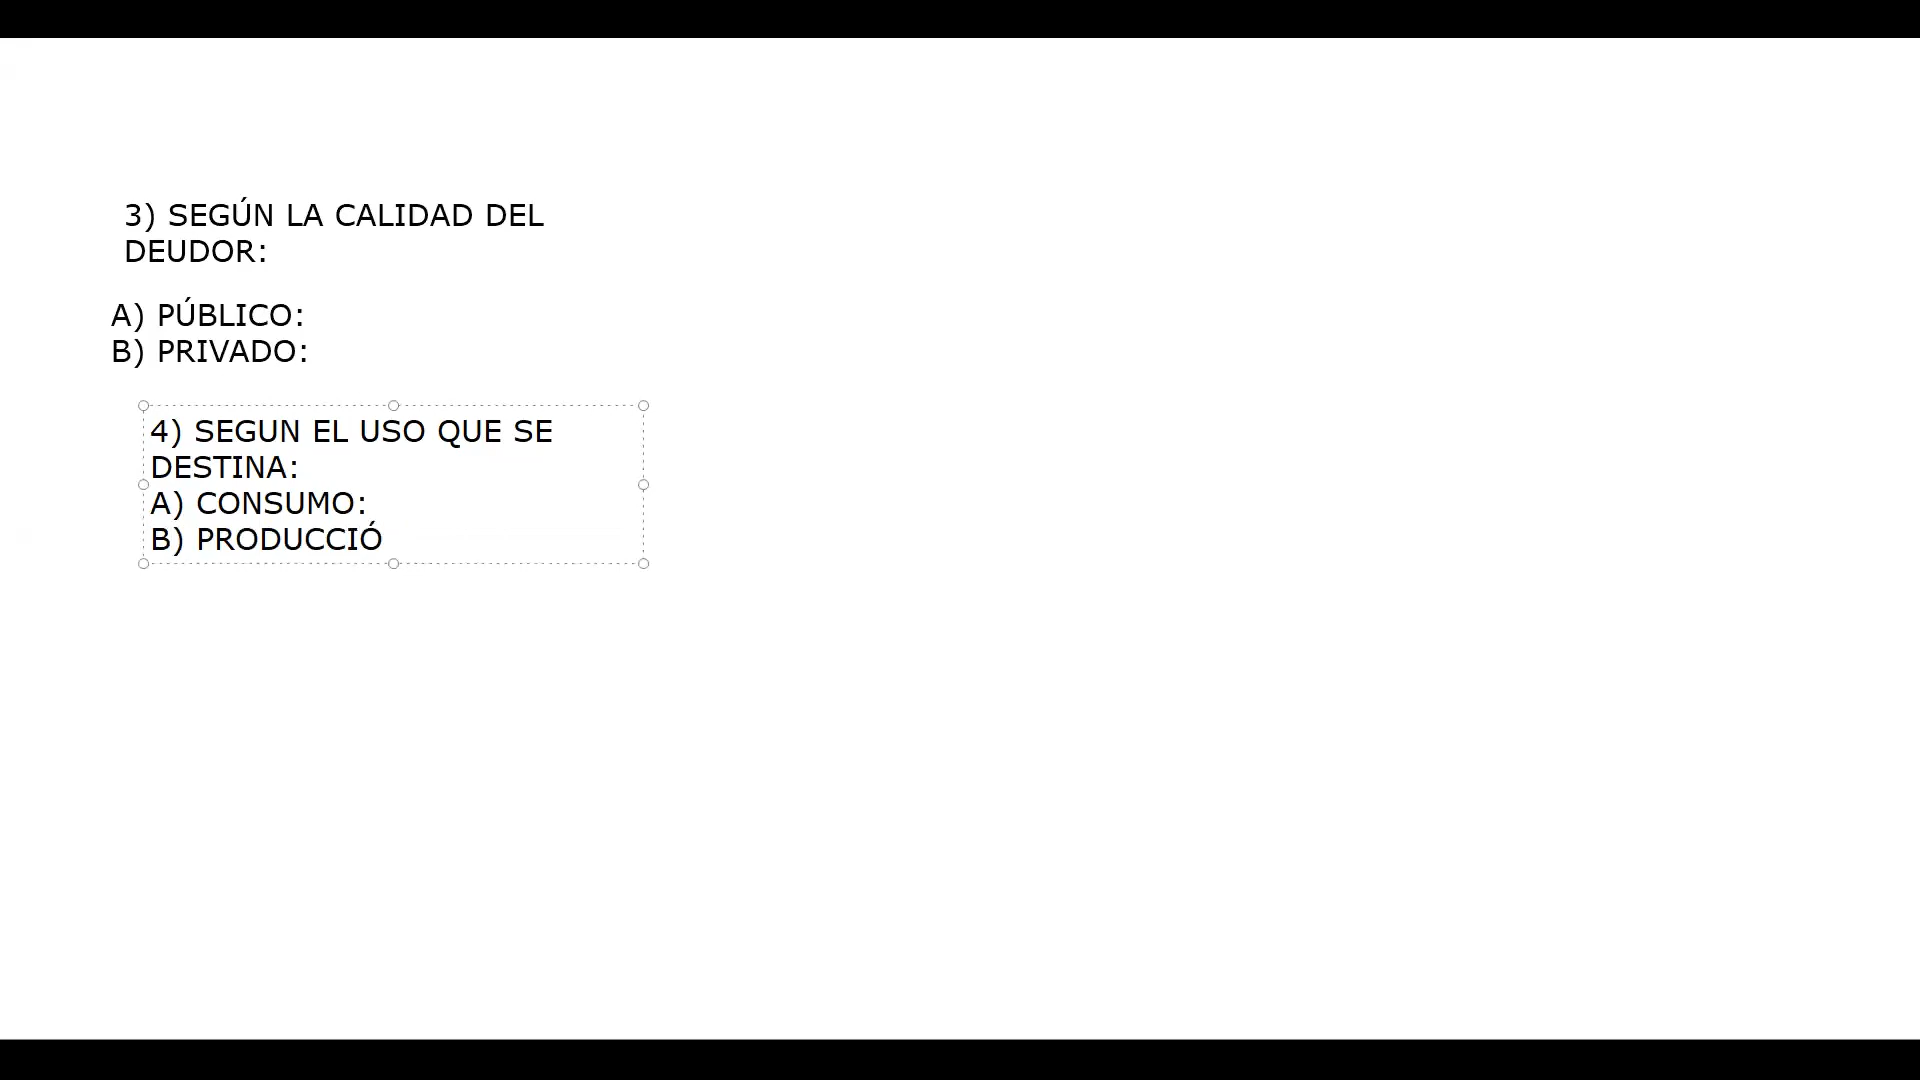 3) SEGÚN LA CALIDAD DEL
DEUDOR:
A) PÚBLICO:
B) PRIVADO:
4) SEGUN EL USO QUE SE
DESTINA:
A) CONSUMO:
B) PRODUCCIÓ